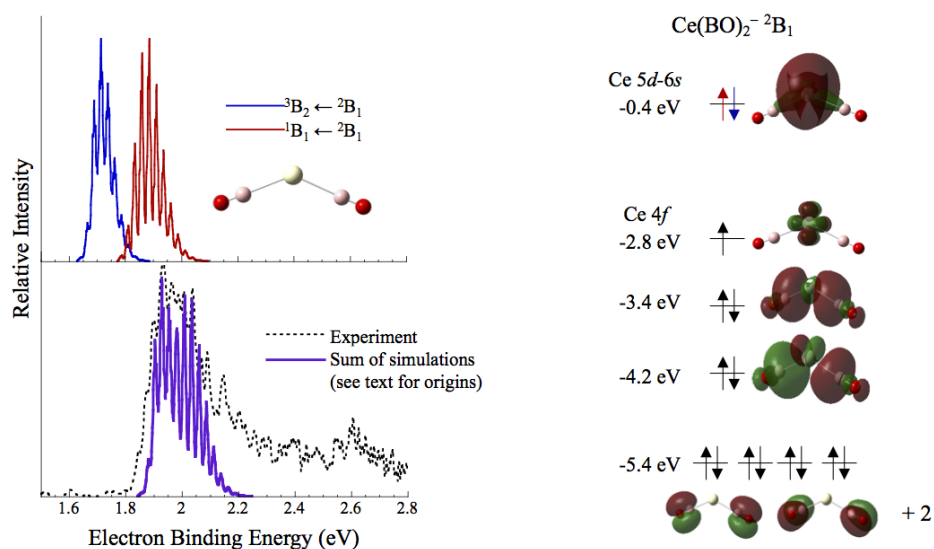 Ce(BO)₂⁻ ²B₁
³B₂ ← ²B₁
¹B₁ ← ²B₁
Relative Intensity
Experiment
Sum of simulations
(see text for origins)
1.6 1.8 2.0 2.2 2.4 2.6 2.8
Electron Binding Energy (eV)
Ce 5d-6s
-0.4 eV
Ce 4f
-2.8 eV
-3.4 eV
-4.2 eV
-5.4 eV
+ 2